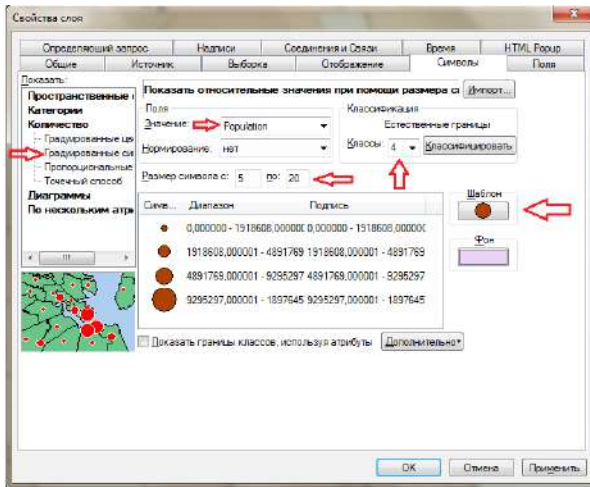 Свойства слоя
Определяющий запрос
Надписи
Соединения и Связи
Время
HTML Popup
Общие
Источник
Выборка
Отображение
Символы
Поля
Показать:
Пространственные
Категории
Количество
Градуированные цв
Градуированные си
Пропорциональные
Точечный способ
Диаграммы
По нескольким атри
Показать относительные значения при помощи размера си
Импорт...
Поля
Значение:
Population
Нормирование:
нет
Классификация
Естественные границы
Классы:
4
Классифицировать
Размер символа с: 5 по: 20
Симв... Диапазон Подпись
0,000000 - 1918608,00000( 0,000000 - 1918608,00000(
1918608,000001 - 4891769 1918608,000001 - 4891769
4891769,000001 - 9295297 4891769,000001 - 9295297
9295297,000001 - 1897645 9295297,000001 - 1897645
Шаблон
Фон
Показать границы классов, используя атрибуты
Дополнительно
OK
Отмена
Применить